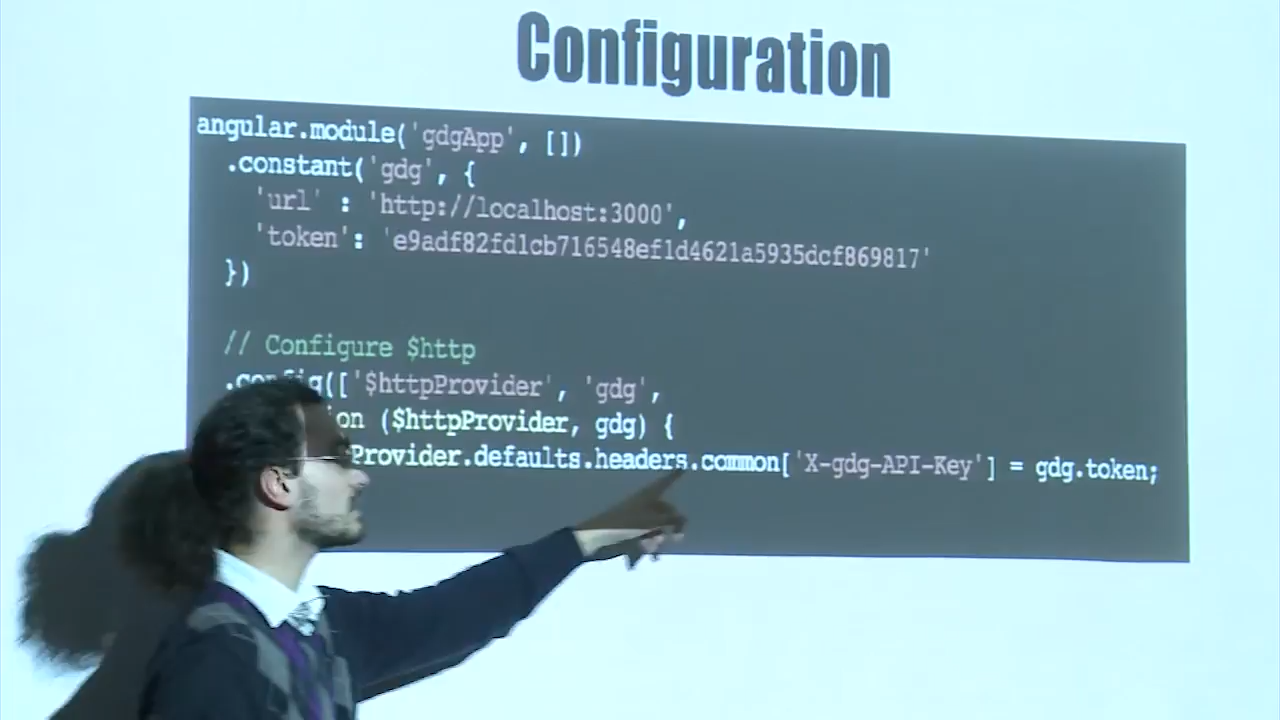 Configuration
angular.module('gdgApp', [])
.constant('gdg', {
'url' : 'http://localhost:3000',
'token': 'e9adf82fd1cb716548ef1d4621a5935dcf869817'
})
// Configure $http
.config(['$httpProvider', 'gdg',
ion ($httpProvider, gdg) {
Provider.defaults.headers.common['X-gdg-API-Key'] = gdg.token;